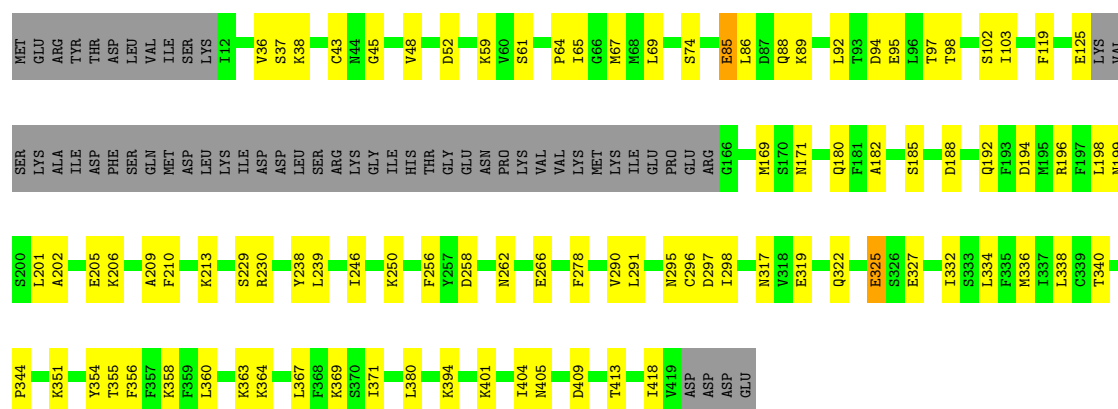 MET GLU ARG TYR THR ASP LEU VAL ILE SER LYS I12 V36 S37 K38 C43 N44 G45 V48 D52 K59 V60 S61 P64 I65 G66 M67 M68 L69 S74 E85 L86 D87 Q88 K89 L92 T93 D94 E95 L96 T97 T98 S102 I103 F119 E125 LYS VAL
SER LYS ALA ILE ASP PHE SER GLN MET ASP LEU LYS ILE ASP ASP LEU SER ARG LYS GLY ILE HIS THR GLY GLU ASN PRO LYS VAL VAL LYS MET LYS ILE GLU PRO GLU ARG G166 M169 S170 N171 Q180 F181 A182 S185 D188 Q192 F193 D194 M195 R196 F197 L198 N199
S200 L201 A202 E205 K206 A209 F210 K213 S229 R230 Y238 L239 I246 K250 F256 Y257 D258 N262 E266 F278 V290 L291 N295 C296 D297 I298 N317 V318 E319 Q322 E325 S326 E327 I332 S333 L334 F335 M336 I337 L338 C339 T340
P344 K351 Y354 T355 F356 F357 K358 F359 L360 K363 K364 L367 F368 K369 S370 I371 L380 K394 K401 I404 N405 D409 T413 I418 V419 ASP ASP ASP GLU